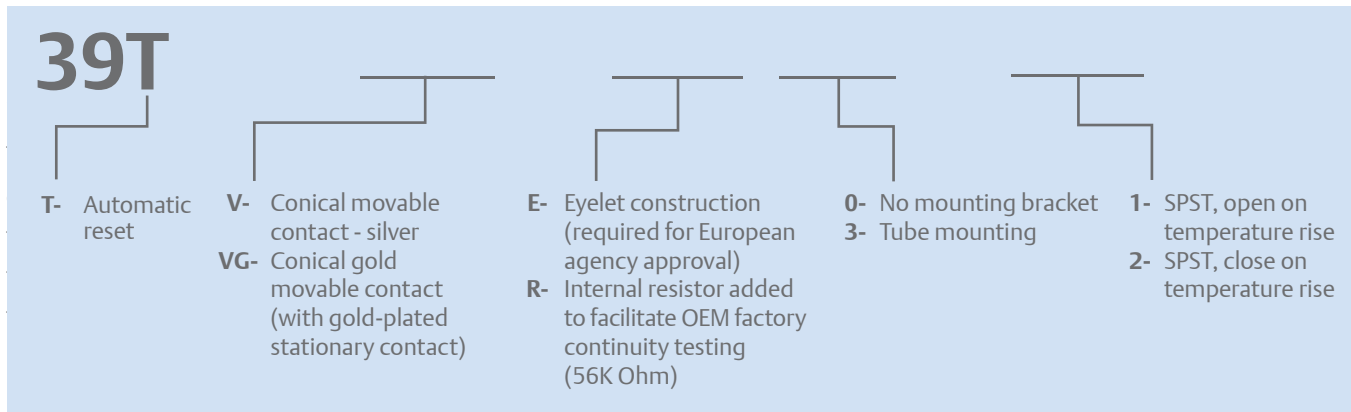 39T
T- Automatic
reset
V- Conical movable
contact - silver
VG- Conical gold
movable contact
(with gold-plated
stationary contact)
E- Eyelet construction
(required for European
agency approval)
R- Internal resistor added
to facilitate OEM factory
continuity testing
(56K Ohm)
0- No mounting bracket
3- Tube mounting
1- SPST, open on
temperature rise
2- SPST, close on
temperature rise